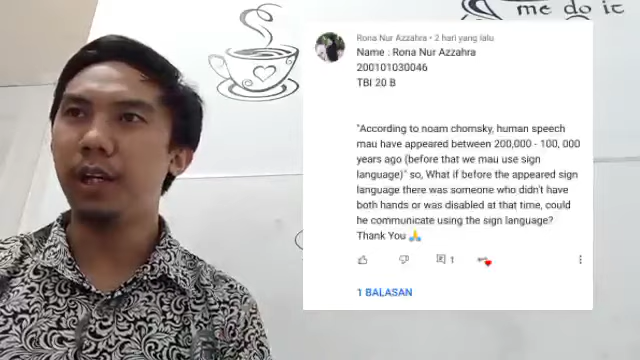 me do it
Rona Nur Azzahra • 2 hari yang lalu
Name : Rona Nur Azzahra
200101030046
TBI 20 B
"According to noam chomsky, human speech
mau have appeared between 200,000 - 100, 000
years ago (before that we mau use sign
language)" so, What if before the appeared sign
language there was someone who didn't have
both hands or was disabled at that time, could
he communicate using the sign language?
Thank You 🙏
1
1 BALASAN